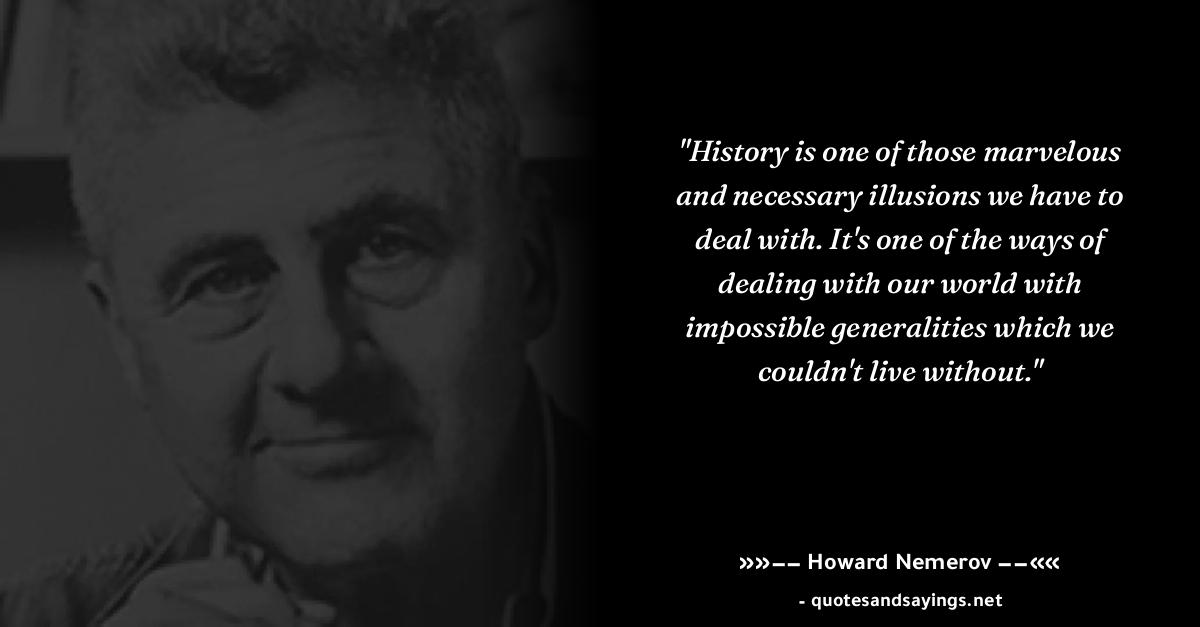 "History is one of those marvelous
and necessary illusions we have to
deal with. It's one of the ways of
dealing with our world with
impossible generalities which we
couldn't live without."
»»−− Howard Nemerov −−««
- quotesandsayings.net